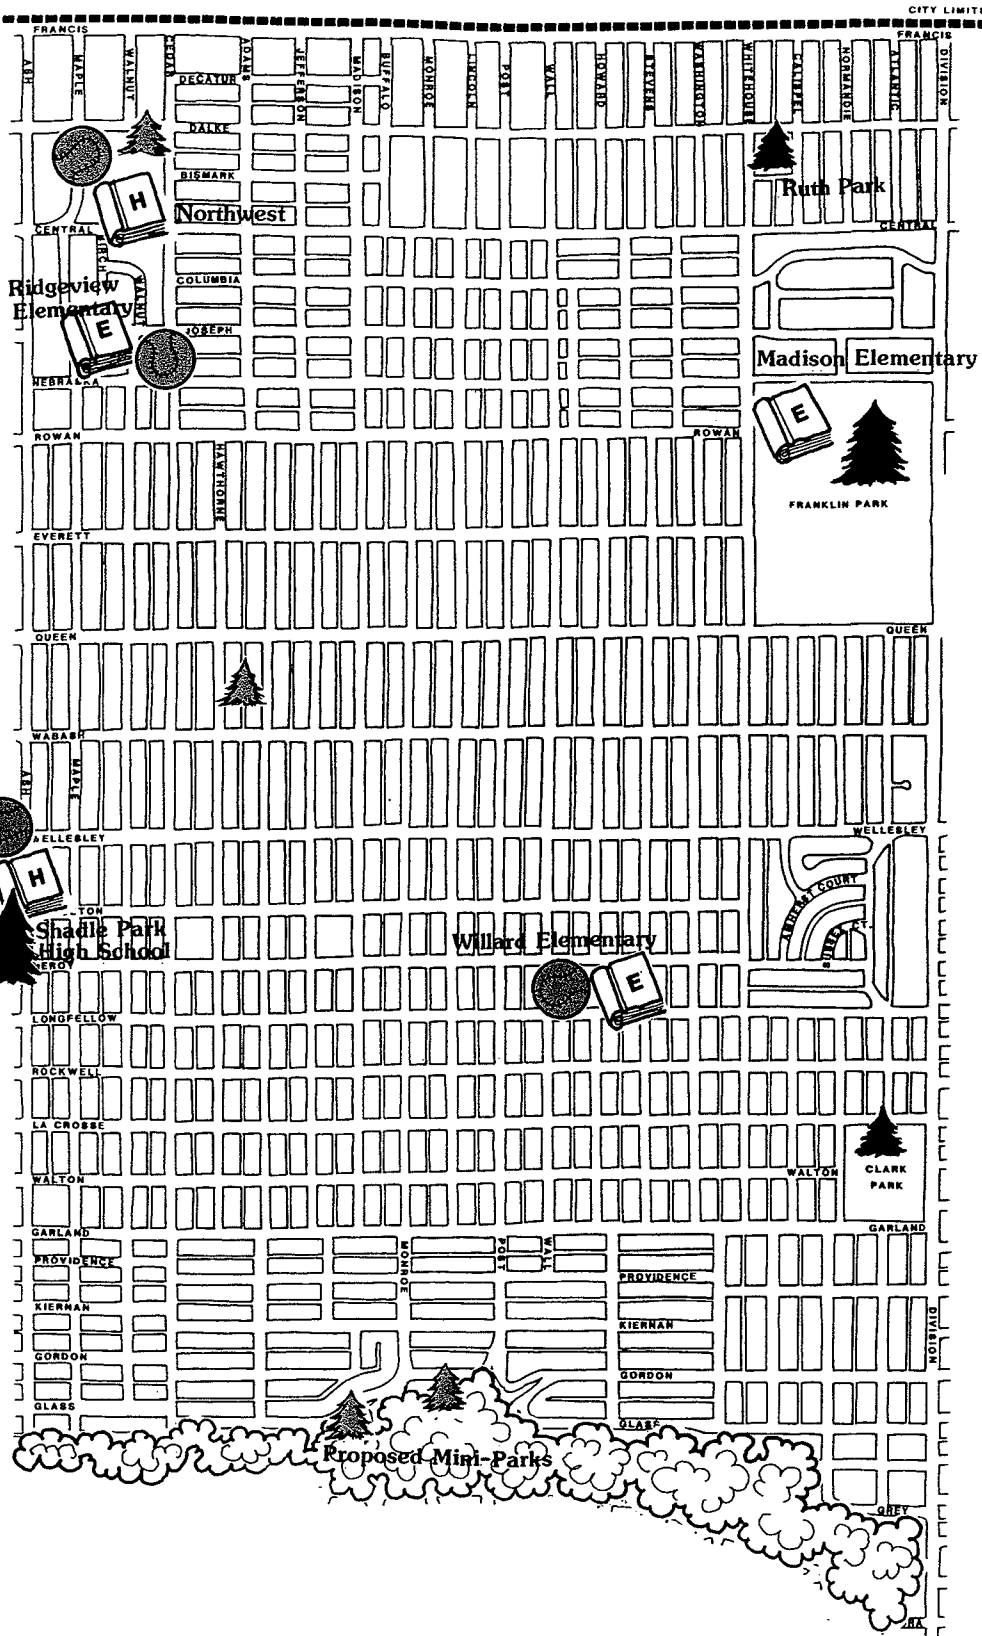 CITY LIMITS
FRANCIS
FRANCIS
ASH
MAPLE
WALNUT
CEDAR
ADAMS
JEFFERSON
MADISON
BUFFALO
MONROE
LINCOLN
POST
WALL
HOWARD
STEVENS
WASHINGTON
WHITEHOUSE
CALISPEL
NORMANDIE
ATLANTIC
DIVISION
DECATUR
DALKE
BISMARK
Ruth Park
H
Northwest
CENTRAL
CENTRAL
BIRCH
WALNUT
COLUMBIA
Ridgeview
Elementary
E
JOSEPH
Madison Elementary
NEBRASKA
E
ROWAN
ROWAN
HAWTHORNE
FRANKLIN PARK
EVERETT
QUEEN
QUEEN
WABASH
ASH
MAPLE
WELLESLEY
WELLESLEY
H
AMHERST COURT
Shadle Park
High School
Willard Elementary
E
LONGFELLOW
ROCKWELL
LA CROSSE
WALTON
WALTON
CLARK
PARK
GARLAND
GARLAND
MONROE
POST
WALL
PROVIDENCE
PROVIDENCE
KIERNAN
KIERNAN
DIVISION
GORDON
GORDON
GLASS
GLASS
Proposed Mini-Parks
GREY